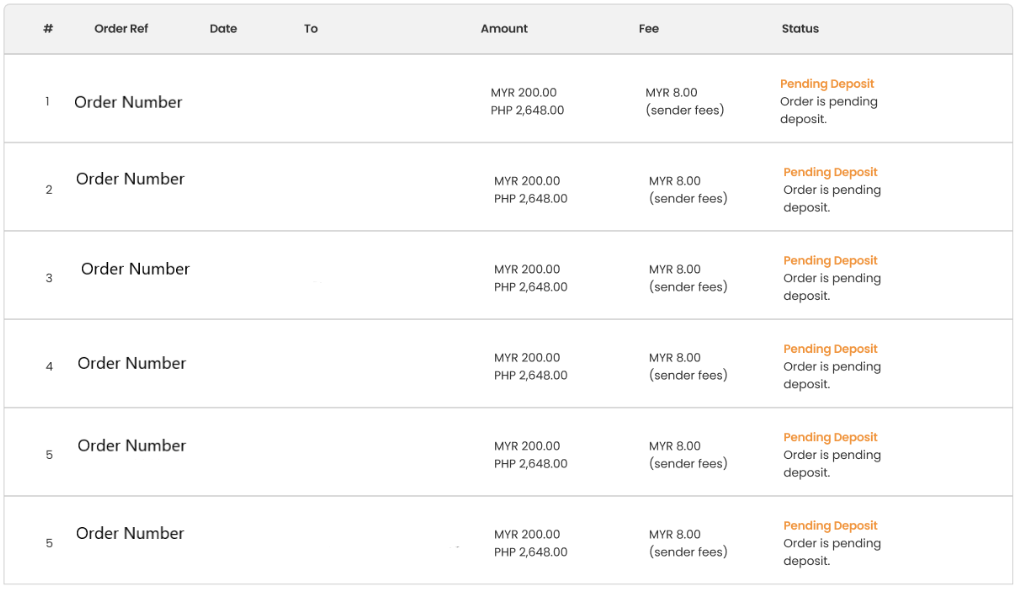 # Order Ref Date To Amount Fee Status
1 Order Number MYR 200.00 MYR 8.00 Pending Deposit
PHP 2,648.00 (sender fees) Order is pending
deposit.
2 Order Number MYR 200.00 MYR 8.00 Pending Deposit
PHP 2,648.00 (sender fees) Order is pending
deposit.
3 Order Number MYR 200.00 MYR 8.00 Pending Deposit
PHP 2,648.00 (sender fees) Order is pending
deposit.
4 Order Number MYR 200.00 MYR 8.00 Pending Deposit
PHP 2,648.00 (sender fees) Order is pending
deposit.
5 Order Number MYR 200.00 MYR 8.00 Pending Deposit
PHP 2,648.00 (sender fees) Order is pending
deposit.
5 Order Number MYR 200.00 MYR 8.00 Pending Deposit
PHP 2,648.00 (sender fees) Order is pending
deposit.